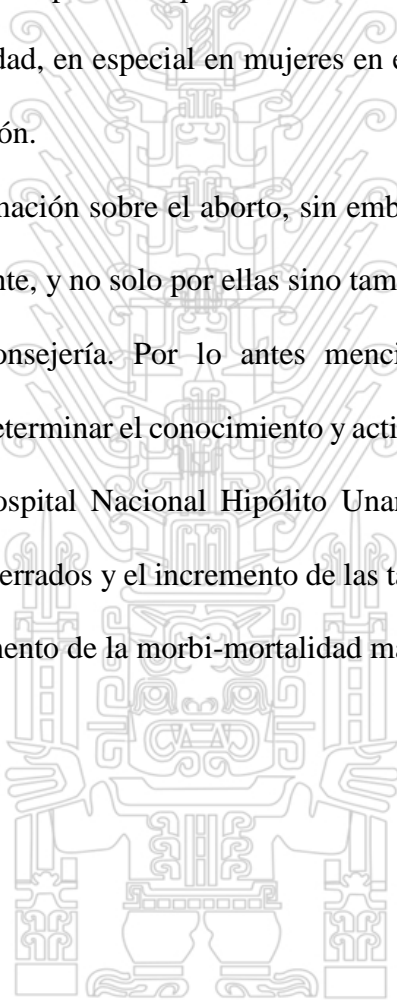 dad, en especial en mujeres en e
ón.
nación sobre el aborto, sin emb
nte, y no solo por ellas sino tam
onsejería. Por lo antes menci
eterminar el conocimiento y acti
ospital Nacional Hipólito Unar
errados y el incremento de las ta
nento de la morbi-mortalidad ma